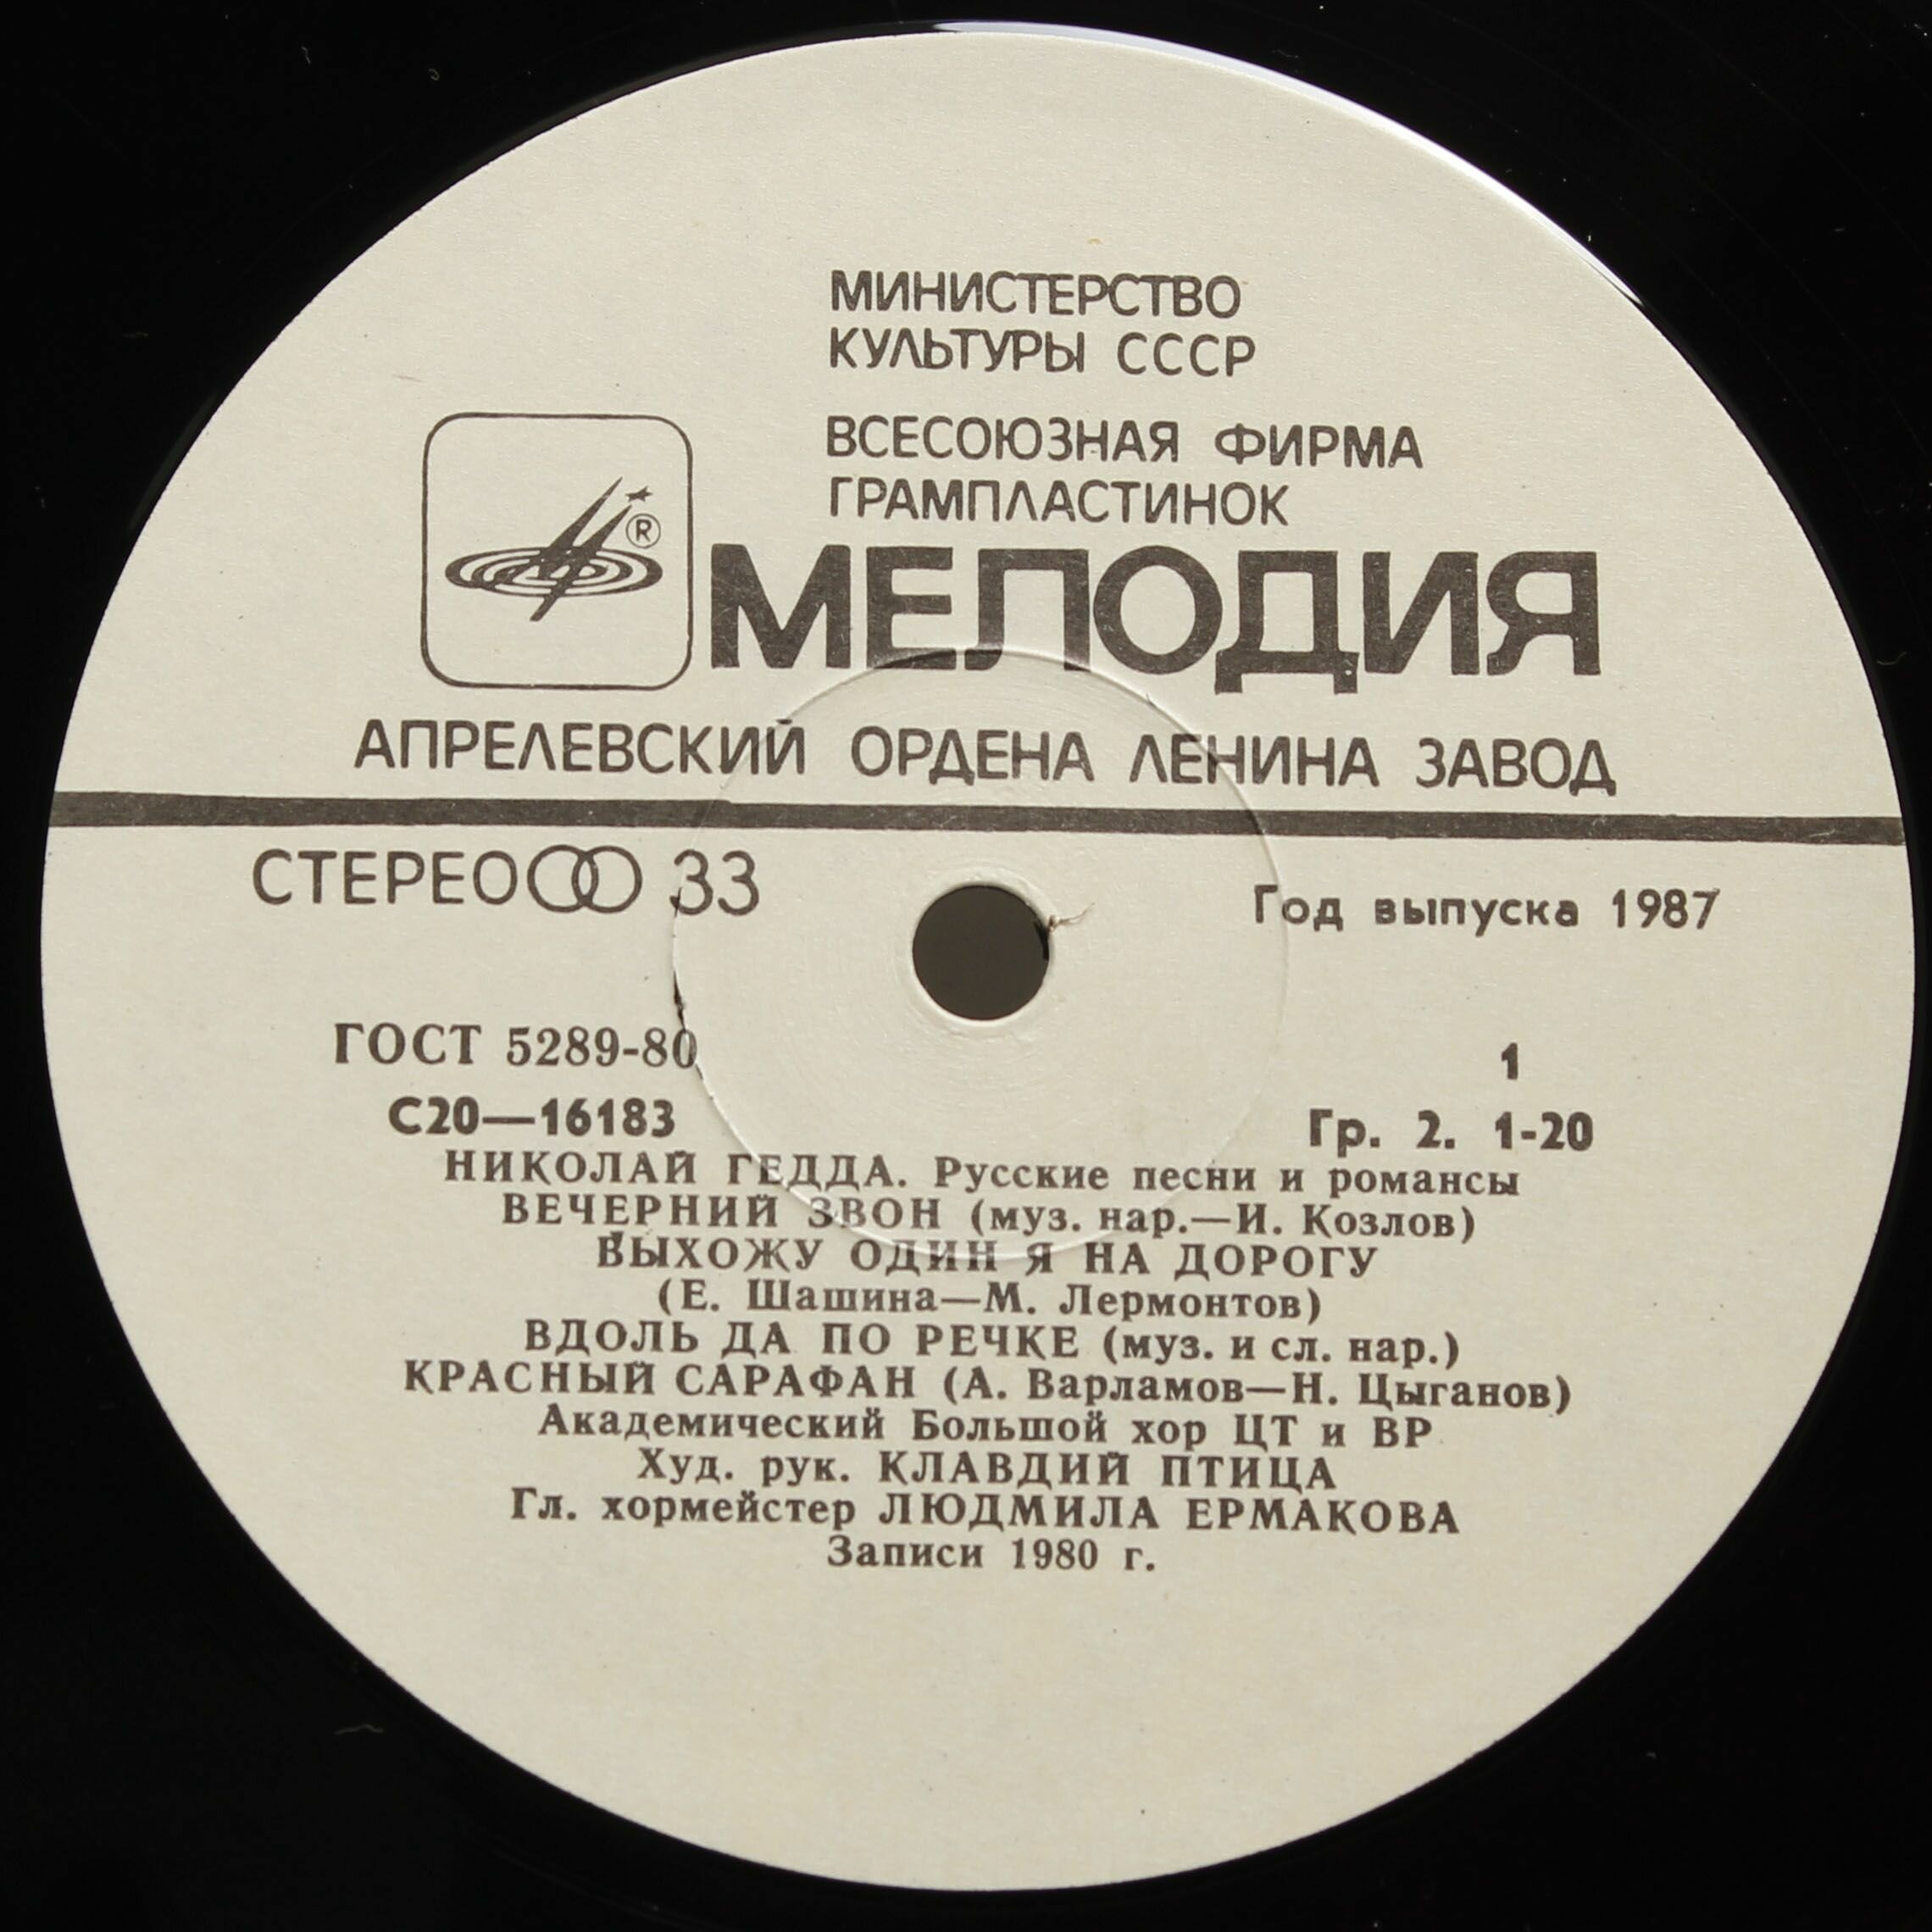 МИНИСТЕРСТВО
КУЛЬТУРЫ СССР
ВСЕСОЮЗНАЯ ФИРМА
ГРАМПЛАСТИНОК
®
МЕЛОДИЯ
АПРЕЛЕВСКИЙ ОРДЕНА ЛЕНИНА ЗАВОД
СТЕРЕО 33
Год выпуска 1987
ГОСТ 5289-80
1
С20—16183
Гр. 2. 1-20
НИКОЛАЙ ГЕДДА. Русские песни и романсы
ВЕЧЕРНИЙ ЗВОН (муз. нар.—И. Козлов)
ВЫХОЖУ ОДИН Я НА ДОРОГУ
(Е. Шашина—М. Лермонтов)
ВДОЛЬ ДА ПО РЕЧКЕ (муз. и сл. нар.)
КРАСНЫЙ САРАФАН (А. Варламов—Н. Цыганов)
Академический Большой хор ЦТ и ВР
Худ. рук. КЛАВДИЙ ПТИЦА
Гл. хормейстер ЛЮДМИЛА ЕРМАКОВА
Записи 1980 г.